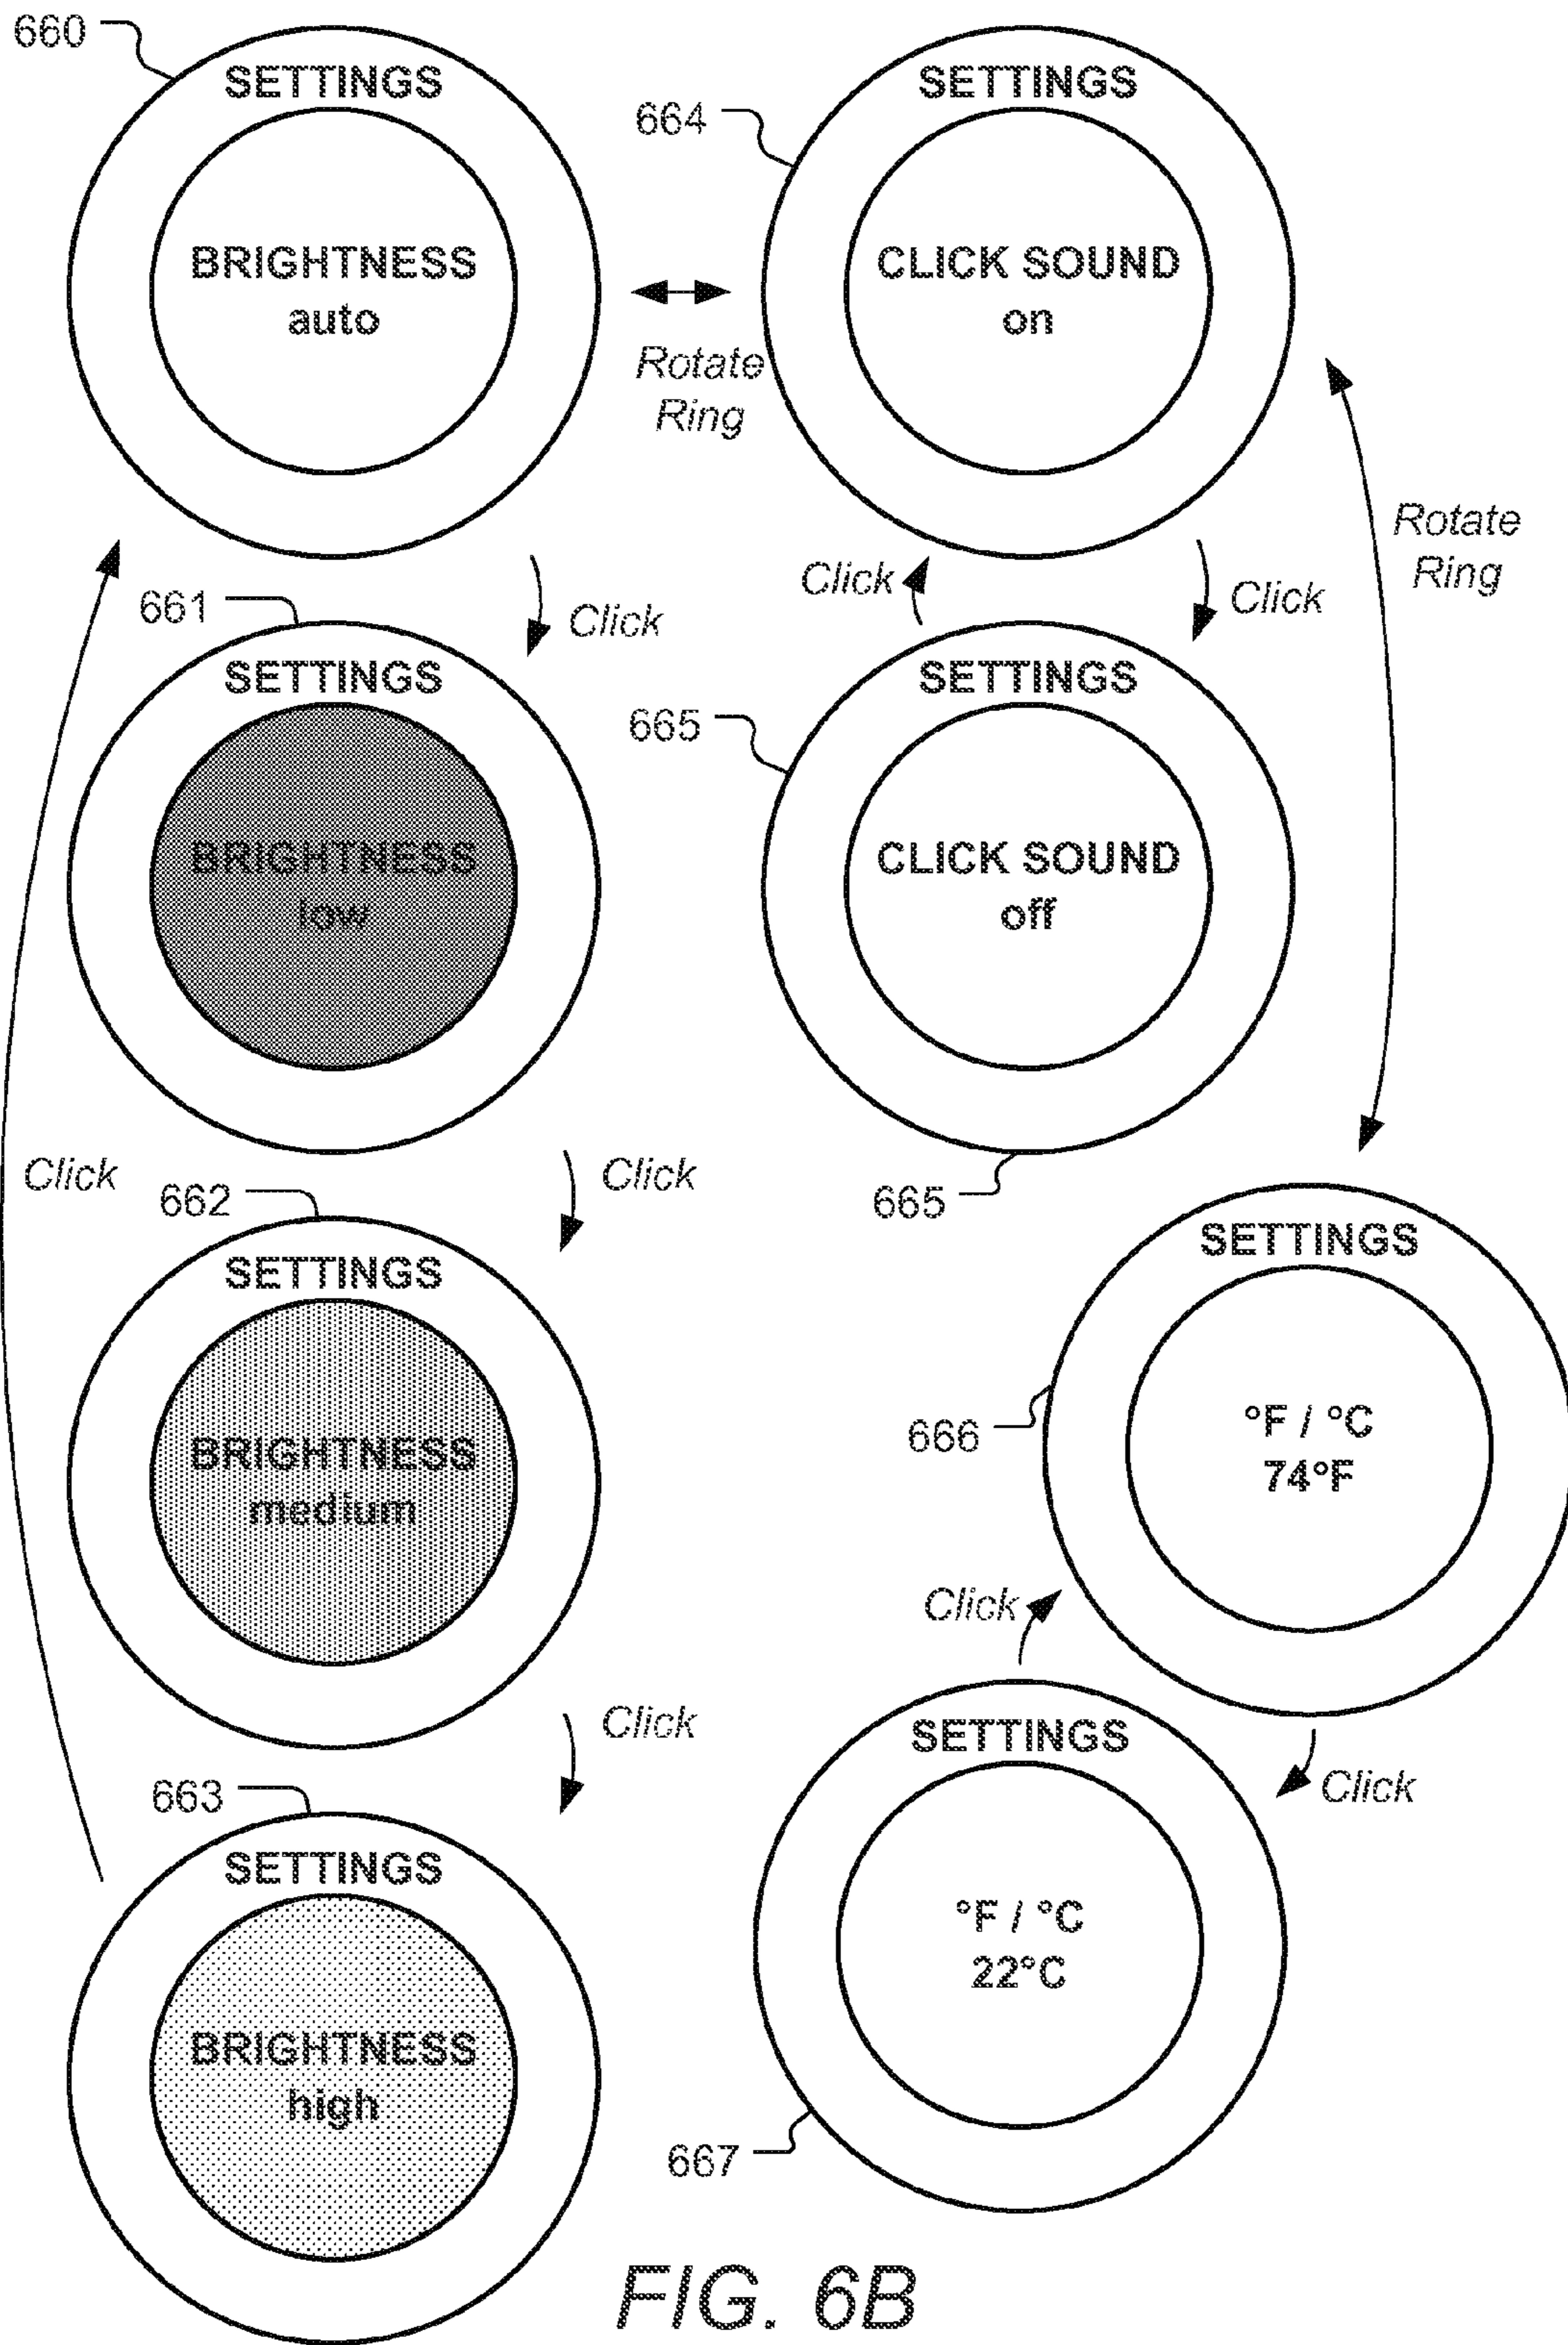 660
SETTINGS
BRIGHTNESS
auto
Rotate
Ring
664
SETTINGS
CLICK SOUND
on
Rotate
Ring
Click
Click
Click
661
SETTINGS
BRIGHTNESS
low
665
SETTINGS
CLICK SOUND
off
665
Click
Click
662
SETTINGS
BRIGHTNESS
medium
666
SETTINGS
°F / °C
74°F
Click
Click
Click
663
SETTINGS
BRIGHTNESS
high
SETTINGS
°F / °C
22°C
667
FIG. 6B